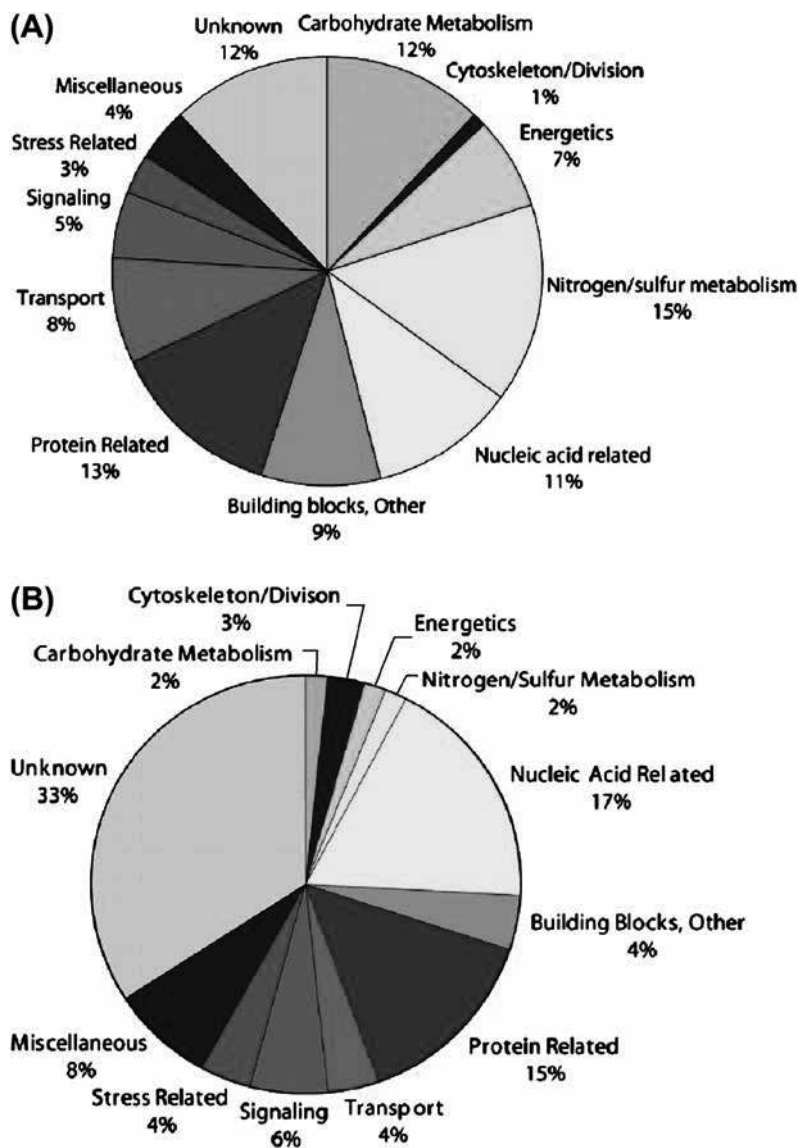 (A)
Unknown
12%
Carbohydrate Metabolism
12%
Cytoskeleton/Division
1%
Energetics
7%
Nitrogen/sulfur metabolism
15%
Nucleic acid related
11%
Building blocks, Other
9%
Protein Related
13%
Transport
8%
Signaling
5%
Stress Related
3%
Miscellaneous
4%
(B)
Cytoskeleton/Divison
3%
Carbohydrate Metabolism
2%
Energetics
2%
Nitrogen/Sulfur Metabolism
2%
Nucleic Acid Related
17%
Building Blocks, Other
4%
Protein Related
15%
Transport
4%
Signaling
6%
Stress Related
4%
Miscellaneous
8%
Unknown
33%